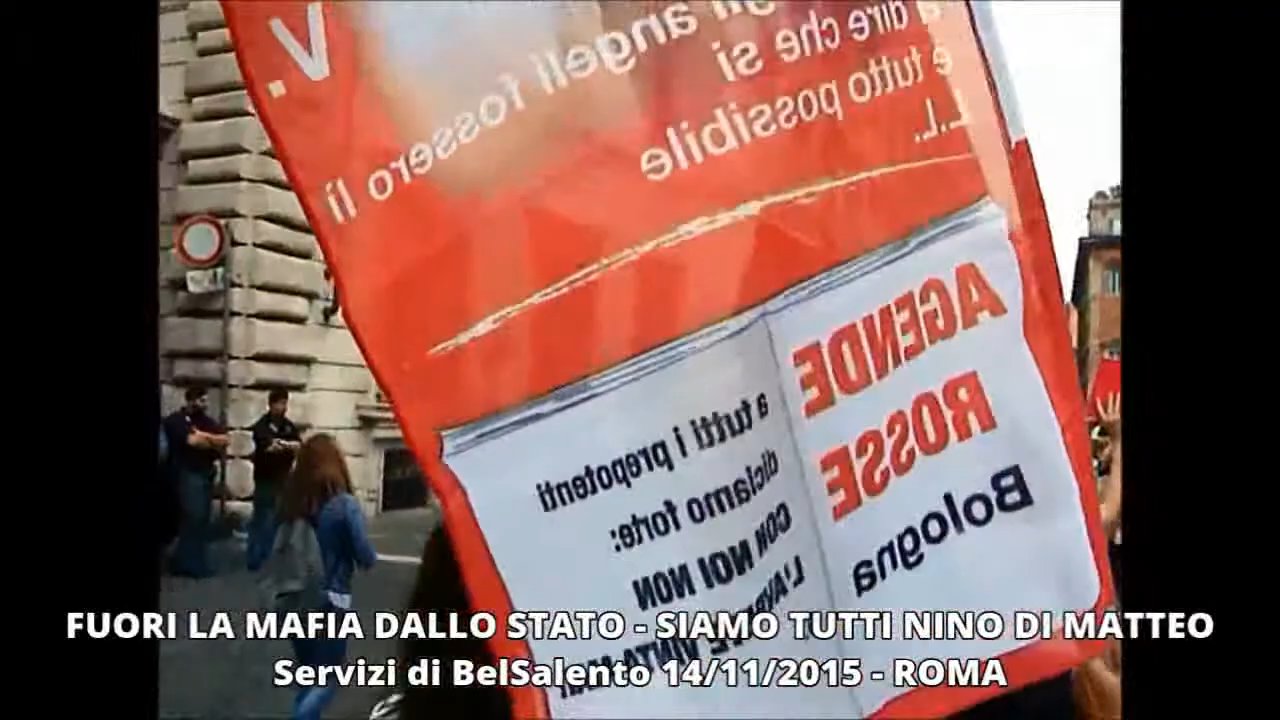 V.
gli angeli fossero lì
a dire che si
è tutto possibile
L.L.
AGENDE
ROSSE
Bologna
a tutti i prepotenti
diciamo forte:
CON NOI NON
FUORI LA MAFIA DALLO STATO - SIAMO TUTTI NINO DI MATTEO
Servizi di BelSalento 14/11/2015 - ROMA